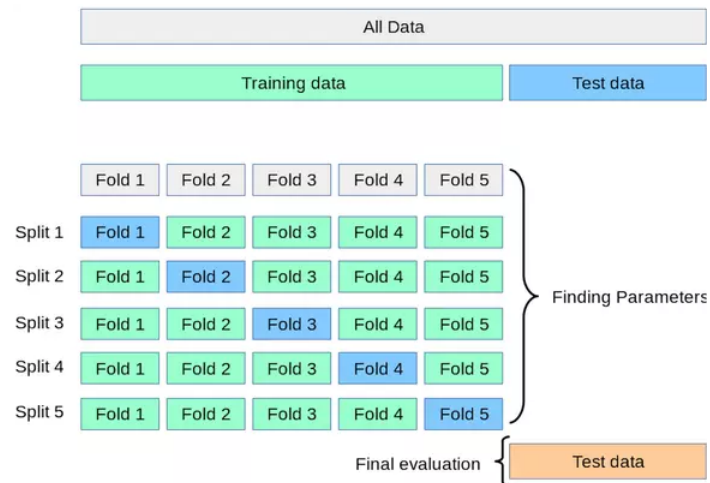 All Data
Training data Test data
Fold 1 Fold 2 Fold 3 Fold 4 Fold 5
Split 1 Fold 1 Fold 2 Fold 3 Fold 4 Fold 5
Split 2 Fold 1 Fold 2 Fold 3 Fold 4 Fold 5
Finding Parameters
Split 3 Fold 1 Fold 2 Fold 3 Fold 4 Fold 5
Split 4 Fold 1 Fold 2 Fold 3 Fold 4 Fold 5
Split 5 Fold 1 Fold 2 Fold 3 Fold 4 Fold 5
Final evaluation Test data